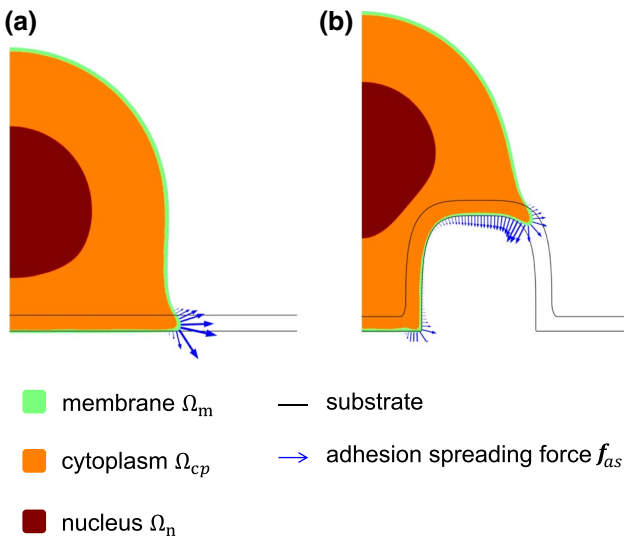 (a)
(b)
membrane Ωm
substrate
cytoplasm Ωcp
adhesion spreading force fas
nucleus Ωn